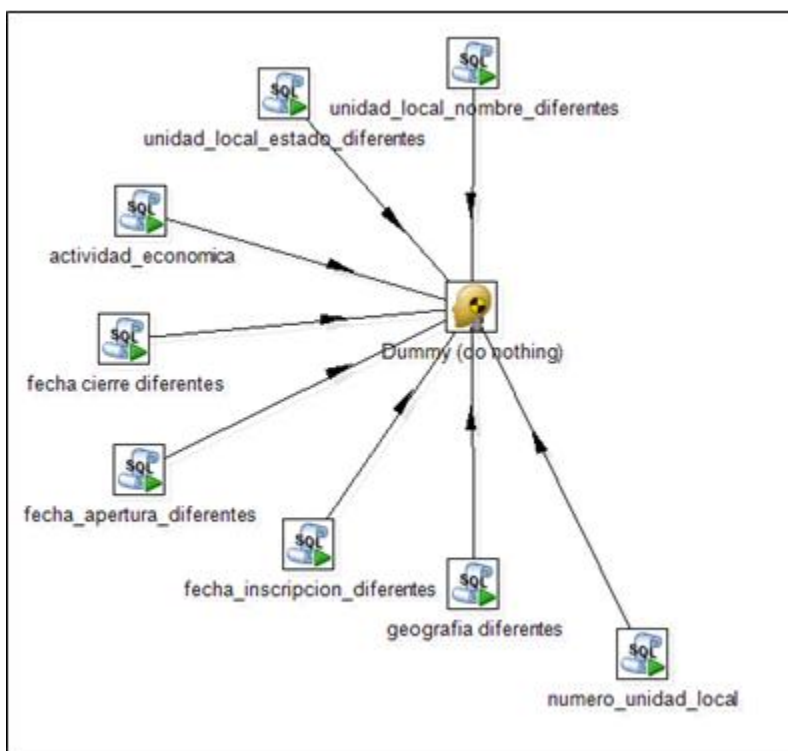 SQL
unidad_local_nombre_diferentes
SQL
unidad_local_estado_diferentes
SQL
actividad_economica
Dummy (do nothing)
SQL
fecha cierre diferentes
SQL
fecha_apertura_diferentes
SQL
fecha_inscripcion_diferentes
SQL
geografia diferentes
SQL
numero_unidad_local